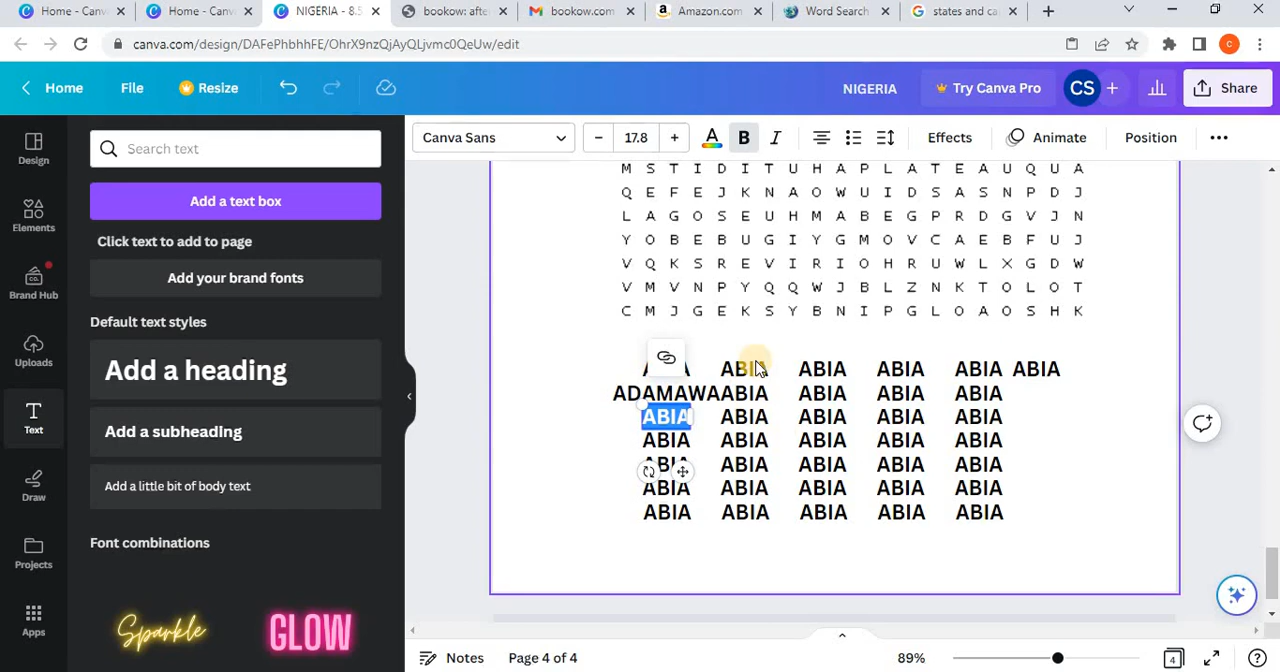 Home - Canva
Home - Canva
NIGERIA - 8.5
bookow: afte
bookow.com
Amazon.com
Word Search
states and ca
canva.com/design/DAFePhbhhFE/OhrX9nzQjAyQLjvmc0QeUw/edit
Home
File
Resize
NIGERIA
Try Canva Pro
CS
Share
Design
Elements
Brand Hub
Uploads
Text
Draw
Projects
Apps
Search text
Add a text box
Click text to add to page
Add your brand fonts
Default text styles
Add a heading
Add a subheading
Add a little bit of body text
Font combinations
Sparkle
GLOW
Canva Sans
17.8
A
B
I
Effects
Animate
Position
M S T I D I T U H A P L A T E A U Q U A
Q E F E J K N A O W U I D S A S N P D J
L A G O S E U H M A B E G P R D G V J N
Y O B E B U G I Y G M O V C A E B F U J
V Q K S R E V I R I O H R U W L X G D W
V M V N P Y Q Q W J B L Z N K T O L O T
C M J G E K S Y B N I P G L O A O S H K
ABIA ABIA ABIA ABIA ABIA
ADAMAWA ABIA ABIA ABIA ABIA
ABIA ABIA ABIA ABIA ABIA
ABIA ABIA ABIA ABIA ABIA
ABIA ABIA ABIA ABIA
ABIA ABIA ABIA ABIA ABIA
ABIA ABIA ABIA ABIA ABIA
Notes
Page 4 of 4
89%
4